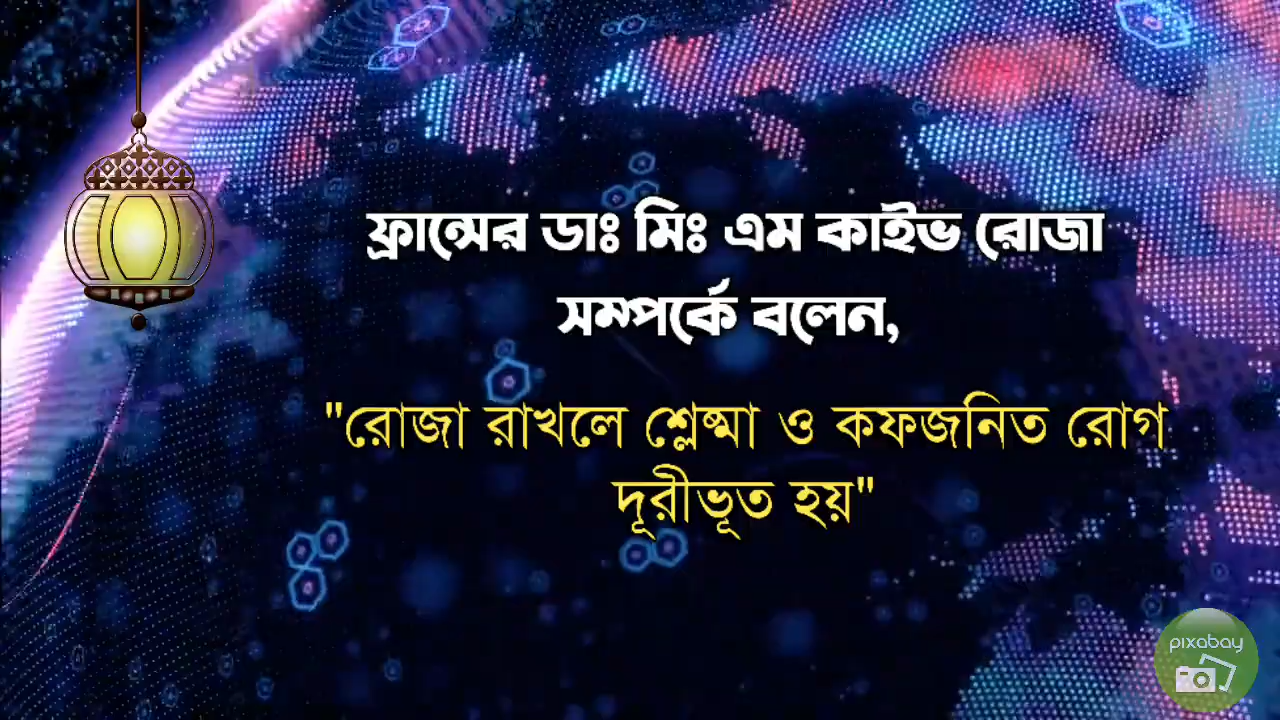 ফ্রান্সের ডাঃ মিঃ এম কাইভ রোজা
সম্পর্কে বলেন,
"রোজা রাখলে শ্লেষ্মা ও কফজনিত রোগ
দূরীভূত হয়"
pixabay